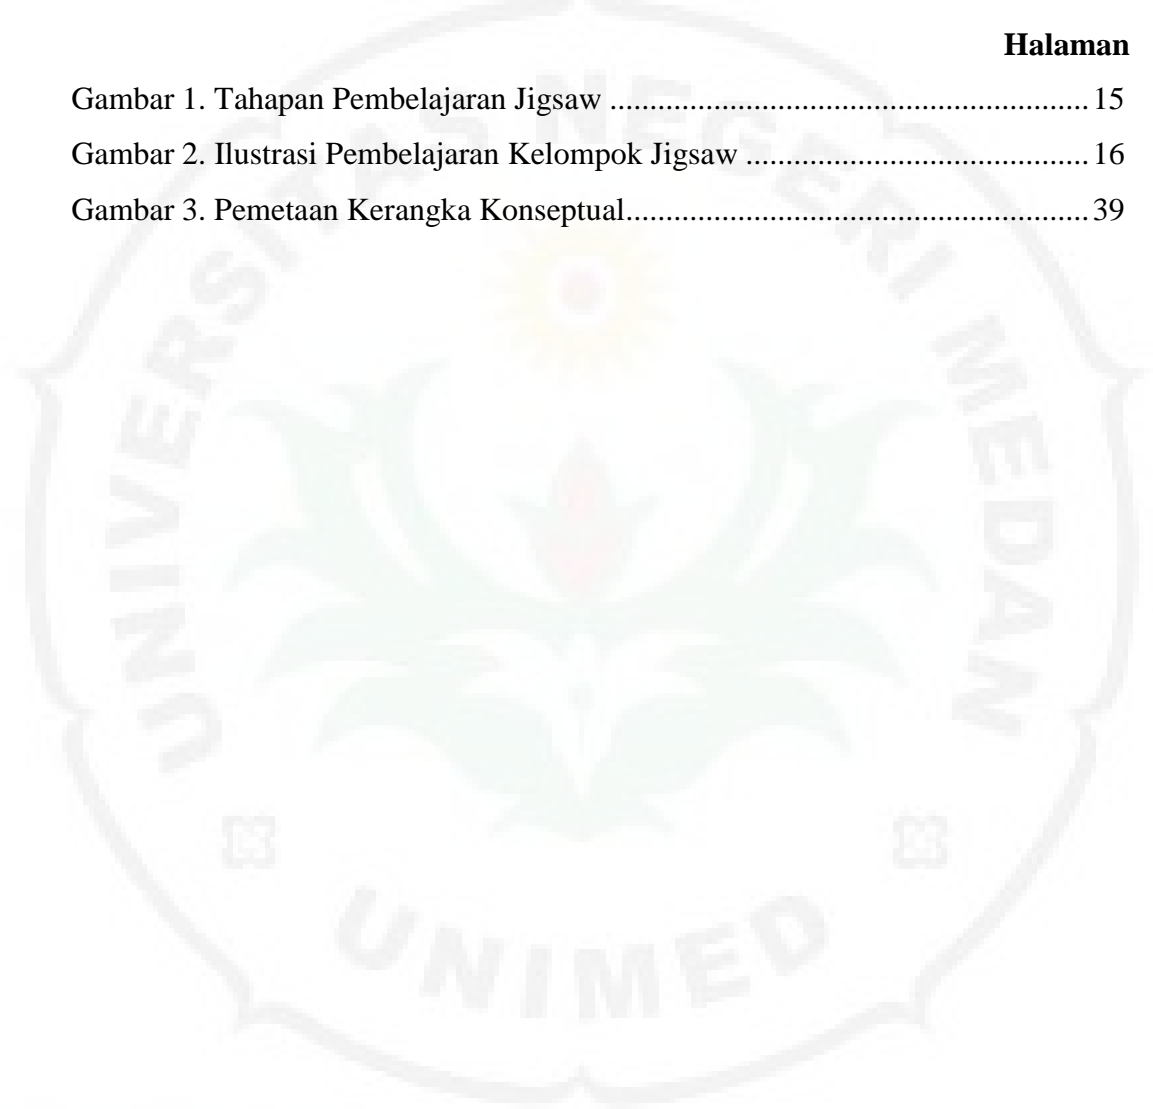 Halaman
Gambar 1. Tahapan Pembelajaran Jigsaw ............................................................ 15
Gambar 2. Ilustrasi Pembelajaran Kelompok Jigsaw ........................................... 16
Gambar 3. Pemetaan Kerangka Konseptual.......................................................... 39
UNIVERSITAS NEGERI MEDAN
UNIMED